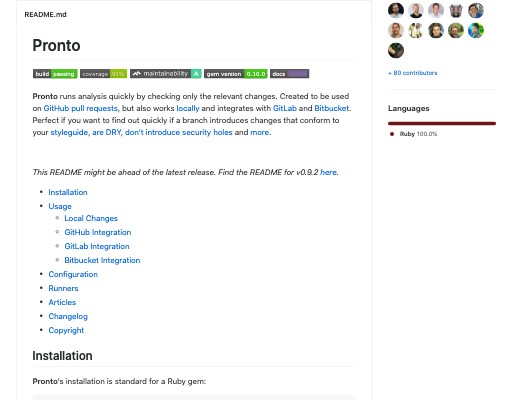 README.md
Pronto
build passing coverage 91% maintainability A gem version 0.10.0 docs
Pronto runs analysis quickly by checking only the relevant changes. Created to be used
on GitHub pull requests, but also works locally and integrates with GitLab and Bitbucket.
Perfect if you want to find out quickly if a branch introduces changes that conform to
your styleguide, are DRY, don't introduce security holes and more.
This README might be ahead of the latest release. Find the README for v0.9.2 here.
Installation
Usage
Local Changes
GitHub Integration
GitLab Integration
Bitbucket Integration
Configuration
Runners
Articles
Changelog
Copyright
Installation
Pronto's installation is standard for a Ruby gem:
+ 80 contributors
Languages
Ruby 100.0%